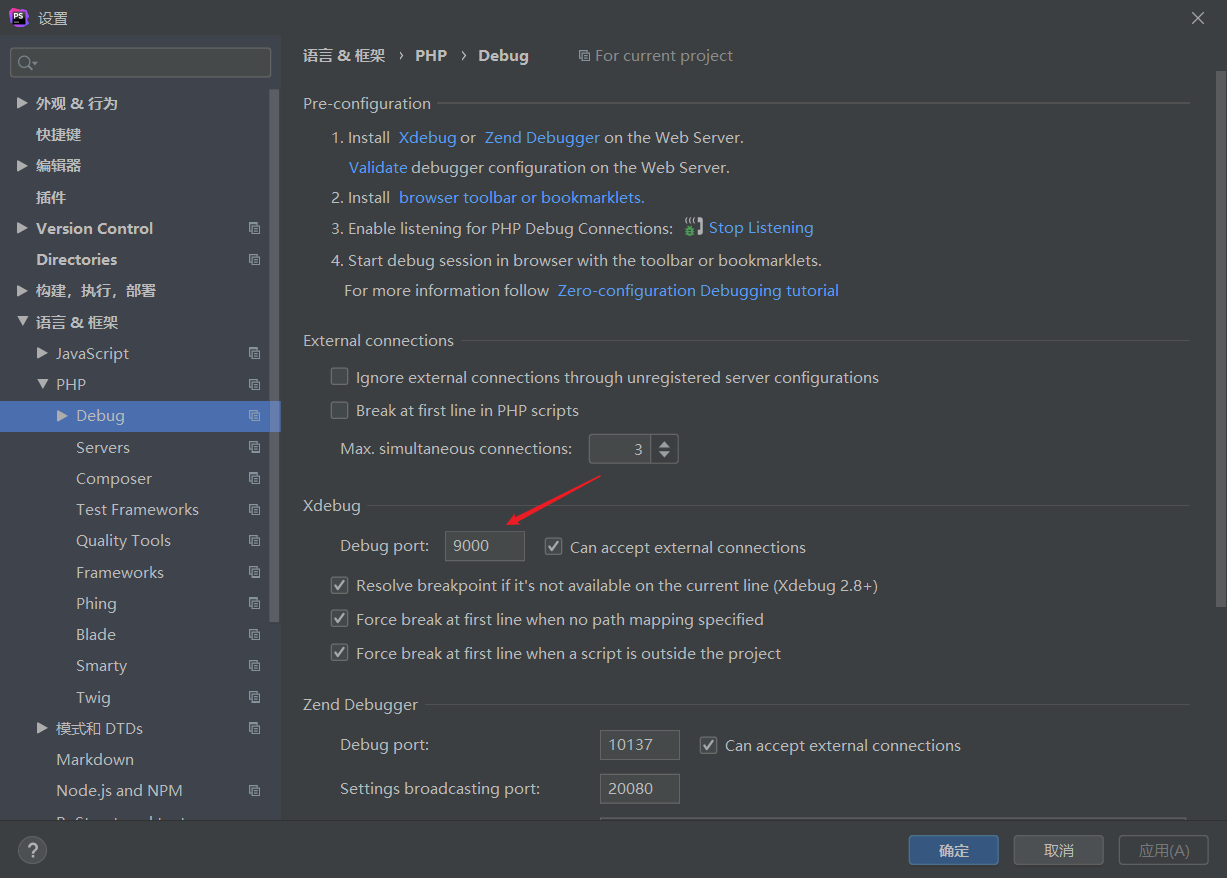 PS
设置
外观 & 行为
快捷键
编辑器
插件
Version Control
Directories
构建，执行，部署
语言 & 框架
JavaScript
PHP
Debug
Servers
Composer
Test Frameworks
Quality Tools
Frameworks
Phing
Blade
Smarty
Twig
模式和 DTDs
Markdown
Node.js and NPM
语言 & 框架 › PHP › Debug For current project
Pre-configuration
1. Install Xdebug or Zend Debugger on the Web Server.
Validate debugger configuration on the Web Server.
2. Install browser toolbar or bookmarklets.
3. Enable listening for PHP Debug Connections: Stop Listening
4. Start debug session in browser with the toolbar or bookmarklets.
For more information follow Zero-configuration Debugging tutorial
External connections
Ignore external connections through unregistered server configurations
Break at first line in PHP scripts
Max. simultaneous connections: 3
Xdebug
Debug port: 9000 Can accept external connections
Resolve breakpoint if it's not available on the current line (Xdebug 2.8+)
Force break at first line when no path mapping specified
Force break at first line when a script is outside the project
Zend Debugger
Debug port: 10137 Can accept external connections
Settings broadcasting port: 20080
?
确定 取消 应用(A)